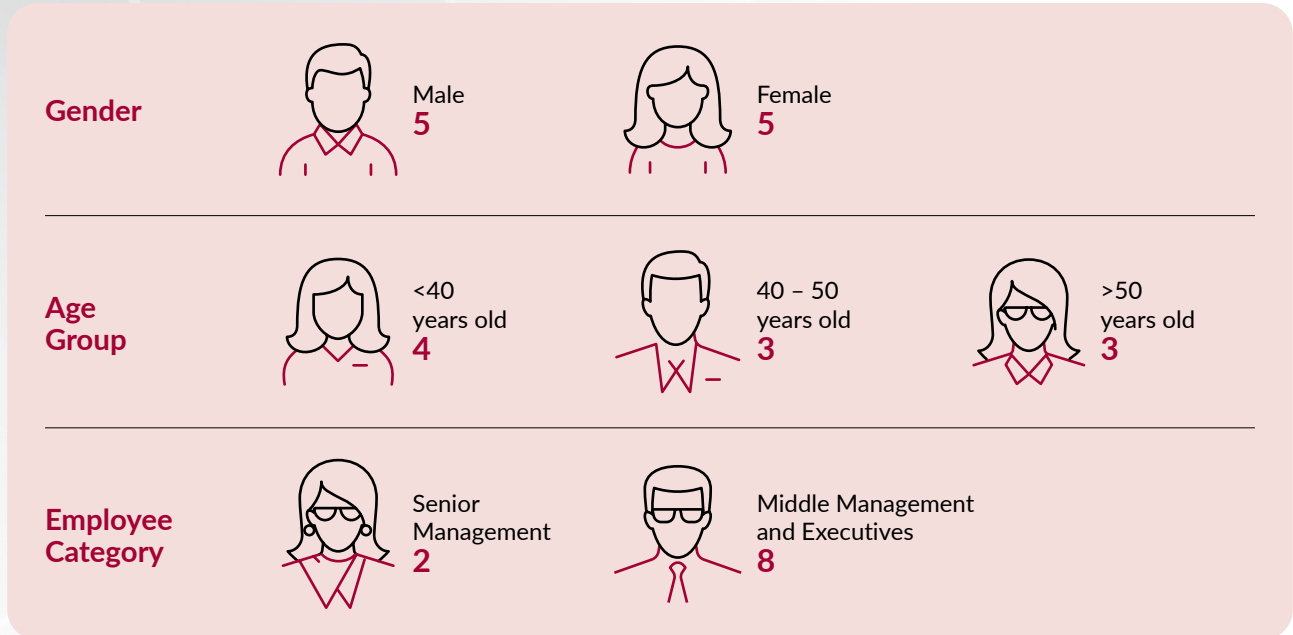 Gender
Male
5
Female
5
Age
Group
<40
years old
4
40 – 50
years old
3
>50
years old
3
Employee
Category
Senior
Management
2
Middle Management
and Executives
8